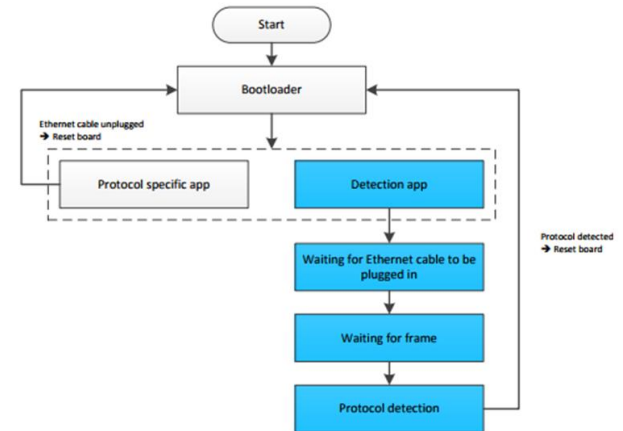 Start
Bootloader
Ethernet cable unplugged
➔ Reset board
Protocol specific app
Detection app
Waiting for Ethernet cable to be
plugged in
Protocol detected
➔ Reset board
Waiting for frame
Protocol detection